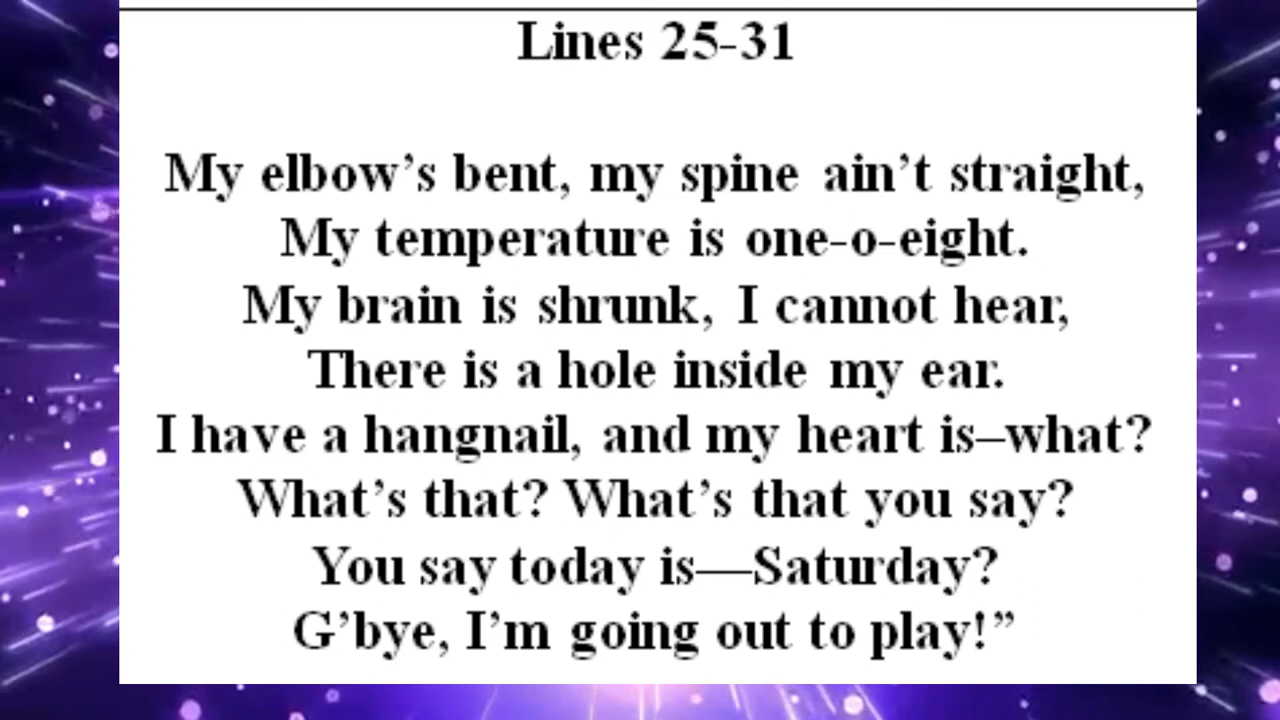 Lines 25-31
My elbow’s bent, my spine ain’t straight,
My temperature is one-o-eight.
My brain is shrunk, I cannot hear,
There is a hole inside my ear.
I have a hangnail, and my heart is–what?
What’s that? What’s that you say?
You say today is—Saturday?
G’bye, I’m going out to play!”